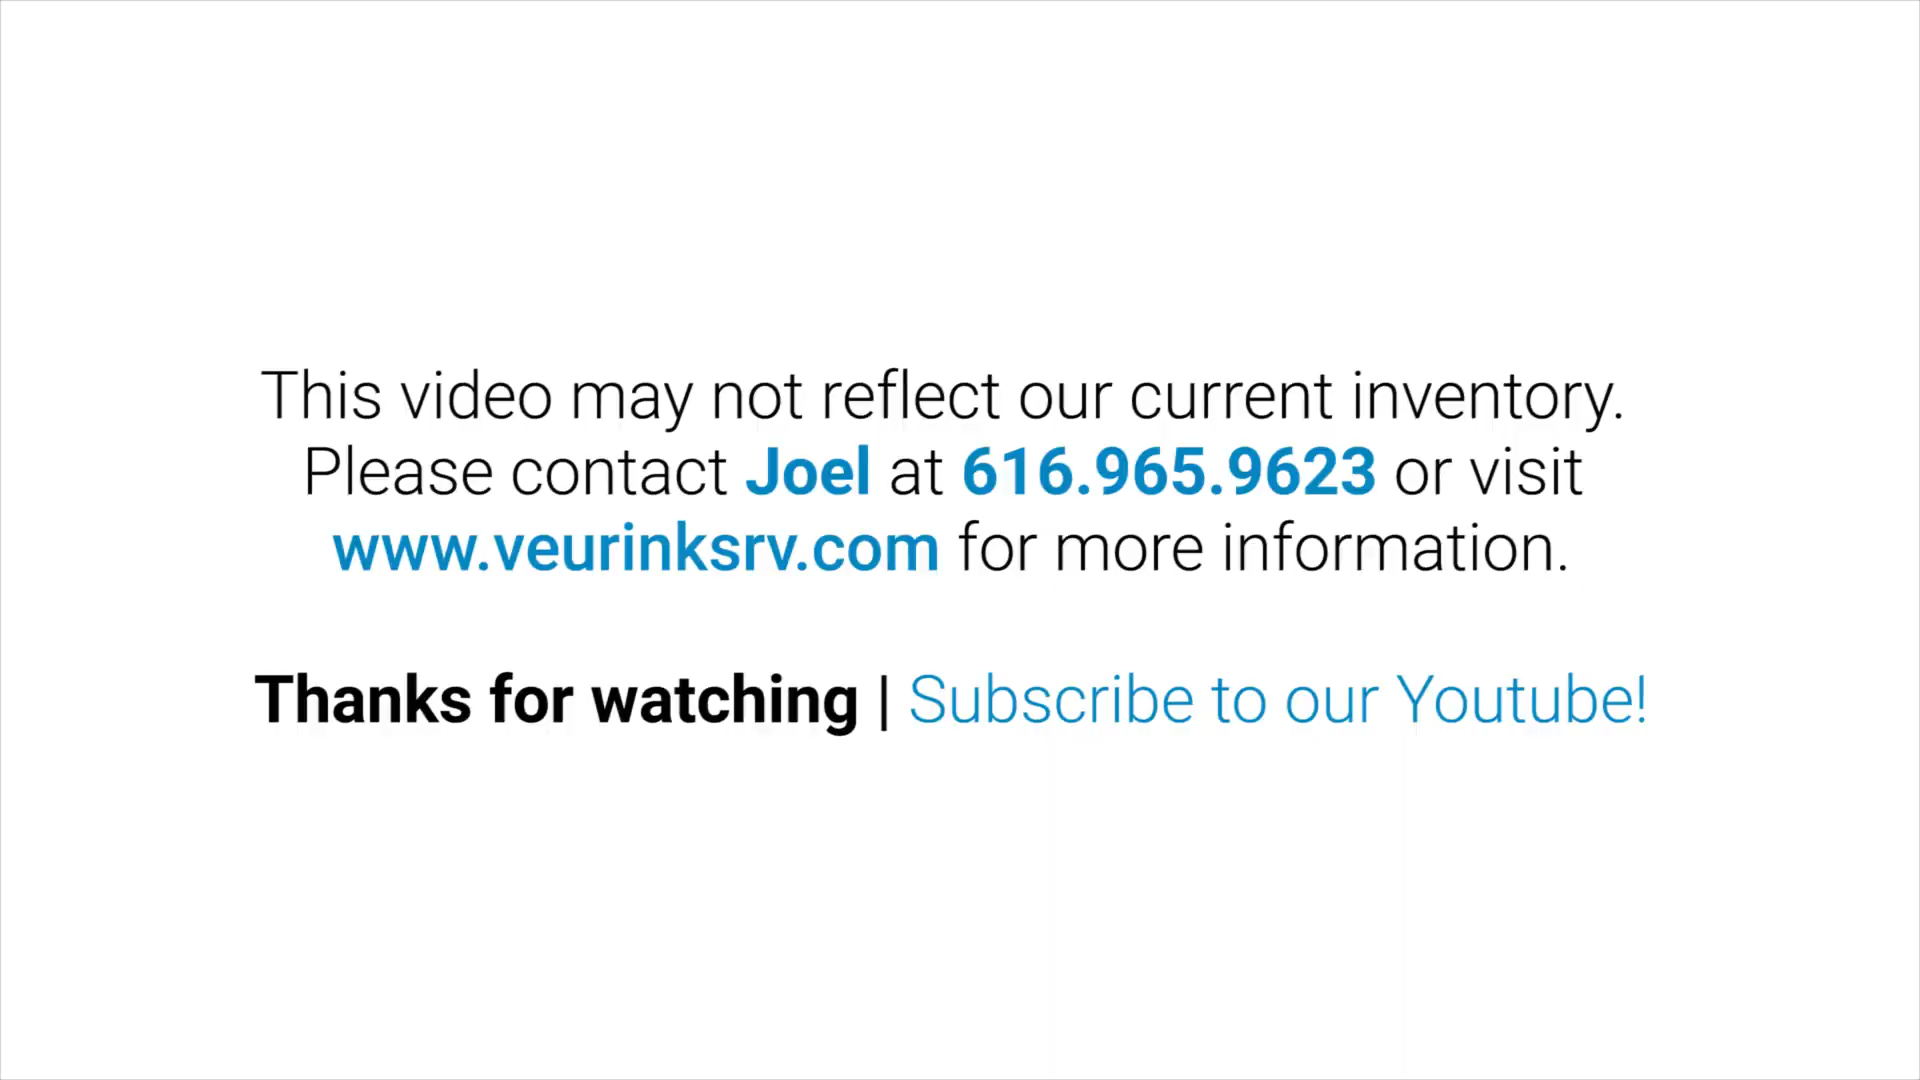 This video may not reflect our current inventory.
Please contact Joel at 616.965.9623 or visit
www.veurinksrv.com for more information.
Thanks for watching | Subscribe to our Youtube!